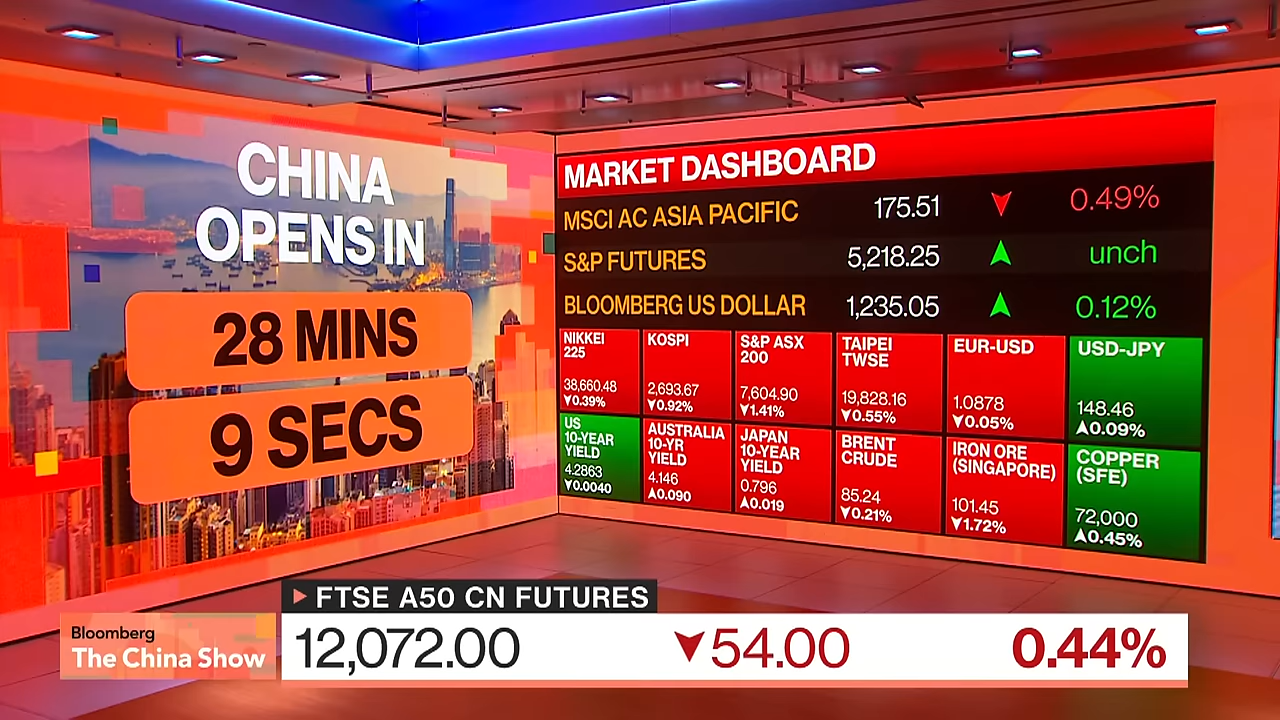 CHINA
OPENS IN
28 MINS
9 SECS
MARKET DASHBOARD
MSCI AC ASIA PACIFIC 175.51 ▼ 0.49%
S&P FUTURES 5,218.25 ▲ unch
BLOOMBERG US DOLLAR 1,235.05 ▲ 0.12%
NIKKEI
225
38,660.48
▼0.39%
KOSPI
2,693.67
▼0.92%
S&P ASX
200
7,604.90
▼1.41%
TAIPEI
TWSE
19,828.16
▼0.55%
EUR-USD
1.0878
▼0.05%
USD-JPY
148.46
▲0.09%
US
10-YEAR
YIELD
4.2863
▼0.0040
AUSTRALIA
10-YR
YIELD
4.146
▲0.090
JAPAN
10-YEAR
YIELD
0.796
▲0.019
BRENT
CRUDE
85.24
▼0.21%
IRON ORE
(SINGAPORE)
101.45
▼1.72%
COPPER
(SFE)
72,000
▲0.45%
▶ FTSE A50 CN FUTURES
Bloomberg
The China Show
12,072.00 ▼54.00 0.44%